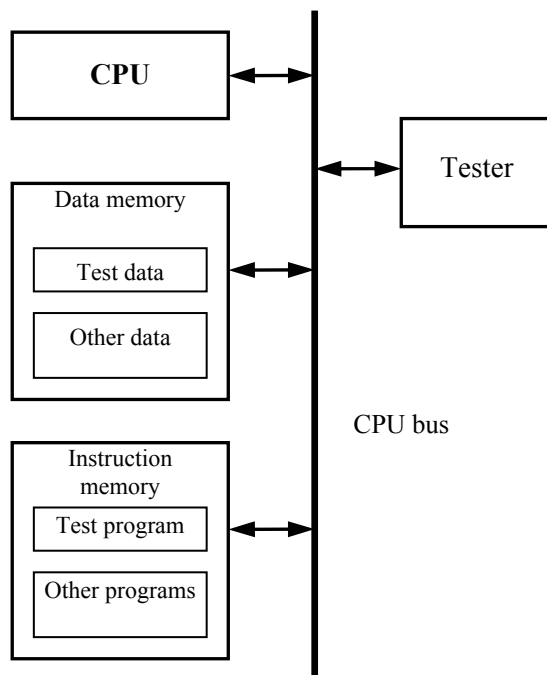 CPU
Tester
Data memory
Test data
Other data
CPU bus
Instruction
memory
Test program
Other programs